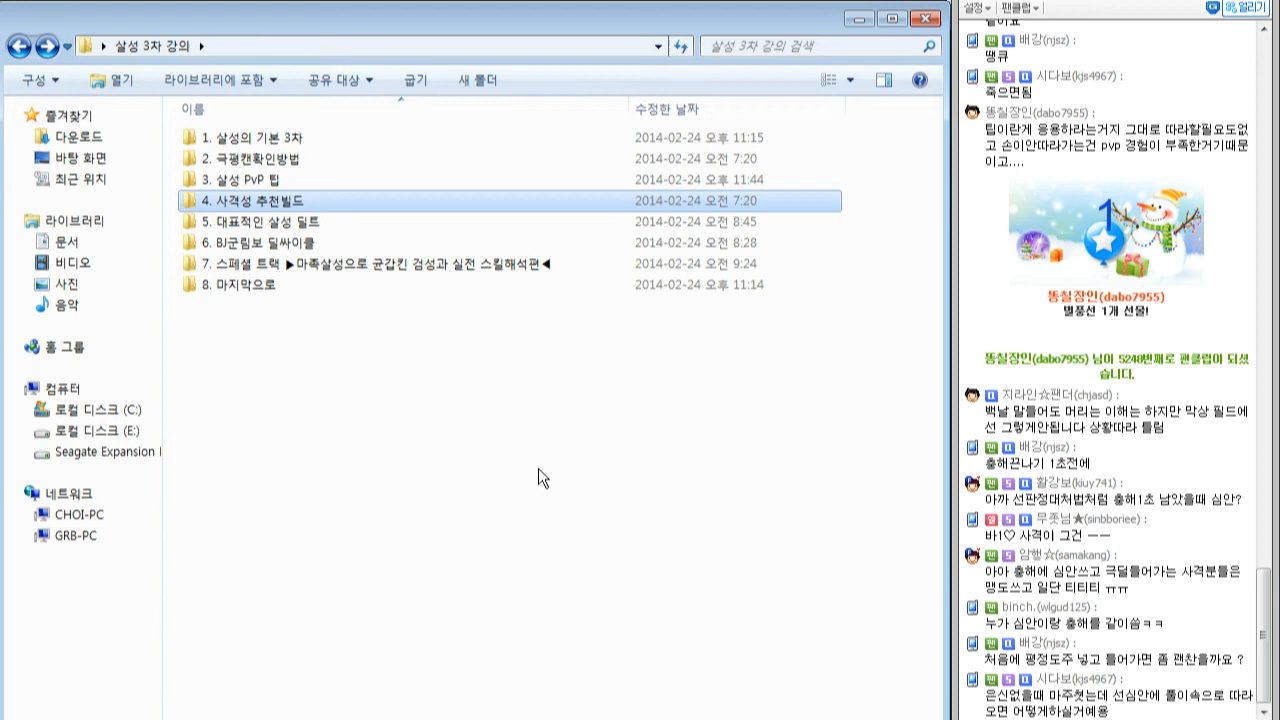 살성 3차 강의
살성 3차 강의 검색
구성
열기
라이브러리에 포함
공유 대상
굽기
새 폴더
즐겨찾기
다운로드
바탕 화면
최근 위치
라이브러리
문서
비디오
사진
음악
홈 그룹
컴퓨터
로컬 디스크 (C:)
로컬 디스크 (E:)
Seagate Expansion
네트워크
CHOI-PC
GRB-PC
이름 수정한 날짜
1. 살성의 기본 3차 2014-02-24 오후 11:15
2. 극평캔확인방법 2014-02-24 오전 7:20
3. 살성 PvP 팁 2014-02-24 오후 11:44
4. 사격성 추천빌드 2014-02-24 오전 7:20
5. 대표적인 살성 딜트 2014-02-24 오전 8:45
6. BJ군림보 딜싸이클 2014-02-24 오전 8:28
7. 스페셜 트랙 ▶마족살성으로 균갑킨 검성과 실전 스킬해석편◀ 2014-02-24 오전 9:24
8. 마지막으로 2014-02-24 오후 11:14
설정 팬클럽
열리기
팬 배강(njsz) :
땡큐
팬 5 시다보(kjs4967) :
죽으면됨
똥칠장인(dabo7955) :
팁이란게 응용하라는거지 그대로 따라할필요도없
고 손이안따라가는건 pvp 경험이 부족한거기때문
이고....
1
똥칠장인(dabo7955)
별풍선 1개 선물!
똥칠장인(dabo7955) 님이 5248번째로 팬클럽이 되셨
습니다.
지라인☆팬더(chjasd) :
백날 말들어도 머리는 이해는 하지만 막상 필드에
선 그렇게안됩니다 상황따라 틀림
팬 배강(njsz) :
충해끈나기 1초전에
팬 5 활강보(kiuy741) :
아까 선판정대처법처럼 충해1초 남았을때 심안?
열 5 무좃님★(sinbboriee) :
바1♡ 사격이 그건 ㅡㅡ
팬 5 암행☆(samakang) :
아아 충해에 심안쓰고 극덜들어가는 사격분들은
맹도쓰고 일단 티티티 ㅠㅠ
팬 binch.(wlgud125) :
누가 심안이랑 충해를 같이씀ㅋㅋ
팬 배강(njsz) :
처음에 평정도주 넣고 들어가면 좀 팬찬을까요 ?
팬 5 시다보(kjs4967) :
은신없을때 마주쳣는데 선심안에 풀이속으로 따라
오면 어떻게하실거예용